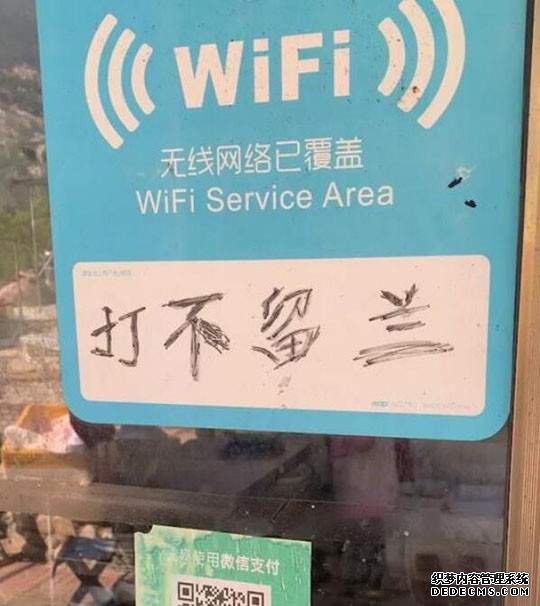 WiFi
无线网络已覆盖
WiFi Service Area
打不留兰
使用微信支付
织梦内容管理系统
DEDECMS.COM